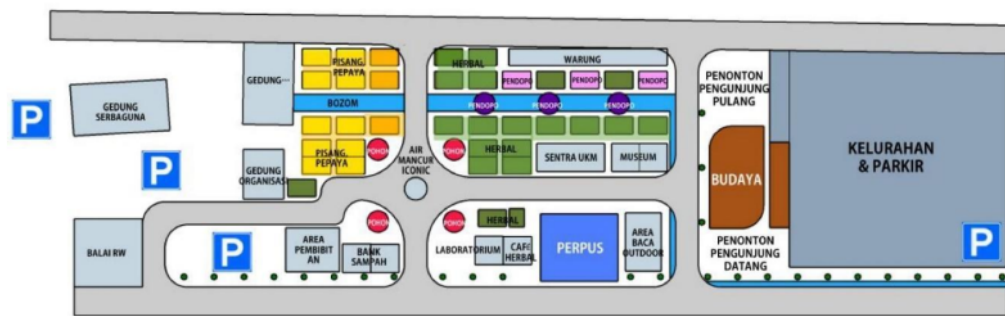 P
GEDUNG
SERBAGUNA
P
GEDUNG···
PISANG,
PEPAYA
BOZOM
PISANG,
PEPAYA
POHON
GEDUNG
ORGANISASI
AIR
MANCUR
ICONIC
HERBAL
WARUNG
PENDOPO
PENDOPO
PENDOPO
PENDOPO
PENDOPO
PENDOPO
POHON
HERBAL
SENTRA UKM
MUSEUM
PENONTON
PENGUNJUNG
PULANG
BUDAYA
KELURAHAN
& PARKIR
PENONTON
PENGUNJUNG
DATANG
P
BALAI RW
P
AREA
PEMBIBIT
AN
BANK
SAMPAH
POHON
POHON
HERBAL
LABORATORIUM
CAFE
HERBAL
PERPUS
AREA
BACA
OUTDOOR